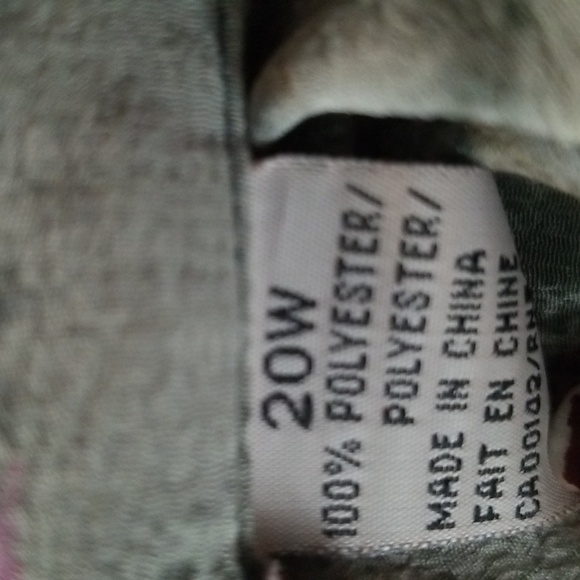 20W
100% POLYESTER/
POLYESTER/
MADE IN CHINA
FAIT EN CHINE